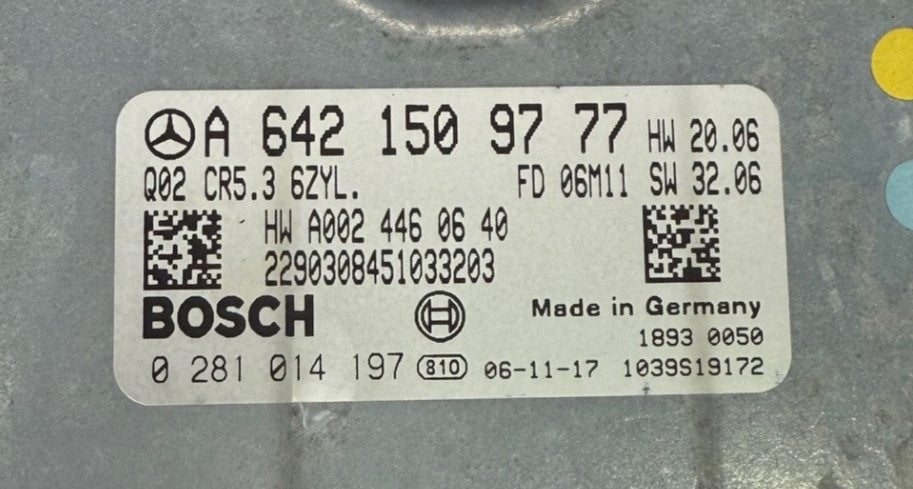 A 642 150 97 77 HW 20.06
Q02 CR5.3 6ZYL. FD 06M11 SW 32.06
HW A002 446 06 40
2290308451033203
BOSCH Made in Germany
1893 0050
0 281 014 197 810 06-11-17 1039S19172